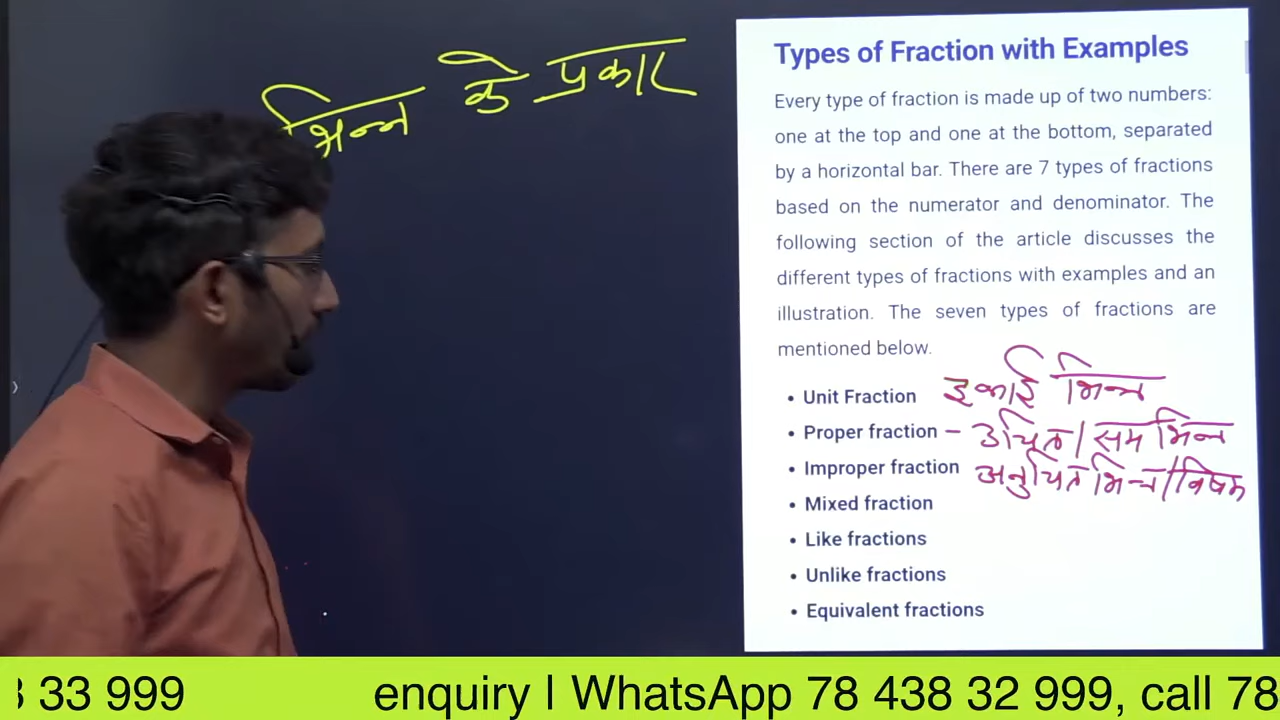 भिन्न के प्रकार
Types of Fraction with Examples
Every type of fraction is made up of two numbers:
one at the top and one at the bottom, separated
by a horizontal bar. There are 7 types of fractions
based on the numerator and denominator. The
following section of the article discusses the
different types of fractions with examples and an
illustration. The seven types of fractions are
mentioned below.
• Unit Fraction इकाई भिन्न
• Proper fraction – उचित / सम भिन्न
• Improper fraction अनुचित भिन्न / विषम
• Mixed fraction
• Like fractions
• Unlike fractions
• Equivalent fractions
33 999 enquiry I WhatsApp 78 438 32 999, call 78